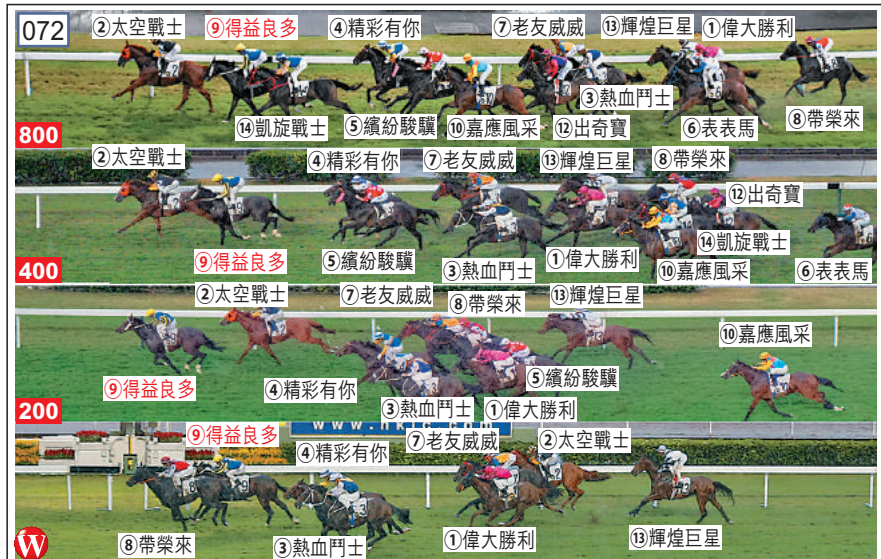 072
②太空戰士 ⑨得益良多 ④精彩有你 ⑦老友威威 ⑬輝煌巨星 ①偉大勝利
③熱血鬥士
800 ⑭凱旋戰士 ⑤繽紛駿驥 ⑩嘉應風采 ⑫出奇寶 ⑥表表馬 ⑧帶榮來
②太空戰士 ④精彩有你 ⑦老友威威 ⑬輝煌巨星 ⑧帶榮來
⑫出奇寶
⑭凱旋戰士
400 ⑨得益良多 ⑤繽紛駿驥 ③熱血鬥士 ①偉大勝利 ⑩嘉應風采 ⑥表表馬
②太空戰士 ⑦老友威威 ⑧帶榮來 ⑬輝煌巨星
⑩嘉應風采
⑤繽紛駿驥
⑨得益良多 ④精彩有你
200 ③熱血鬥士 ①偉大勝利
⑨得益良多 ④精彩有你 ⑦老友威威 ②太空戰士
W ⑧帶榮來 ③熱血鬥士 ①偉大勝利 ⑬輝煌巨星